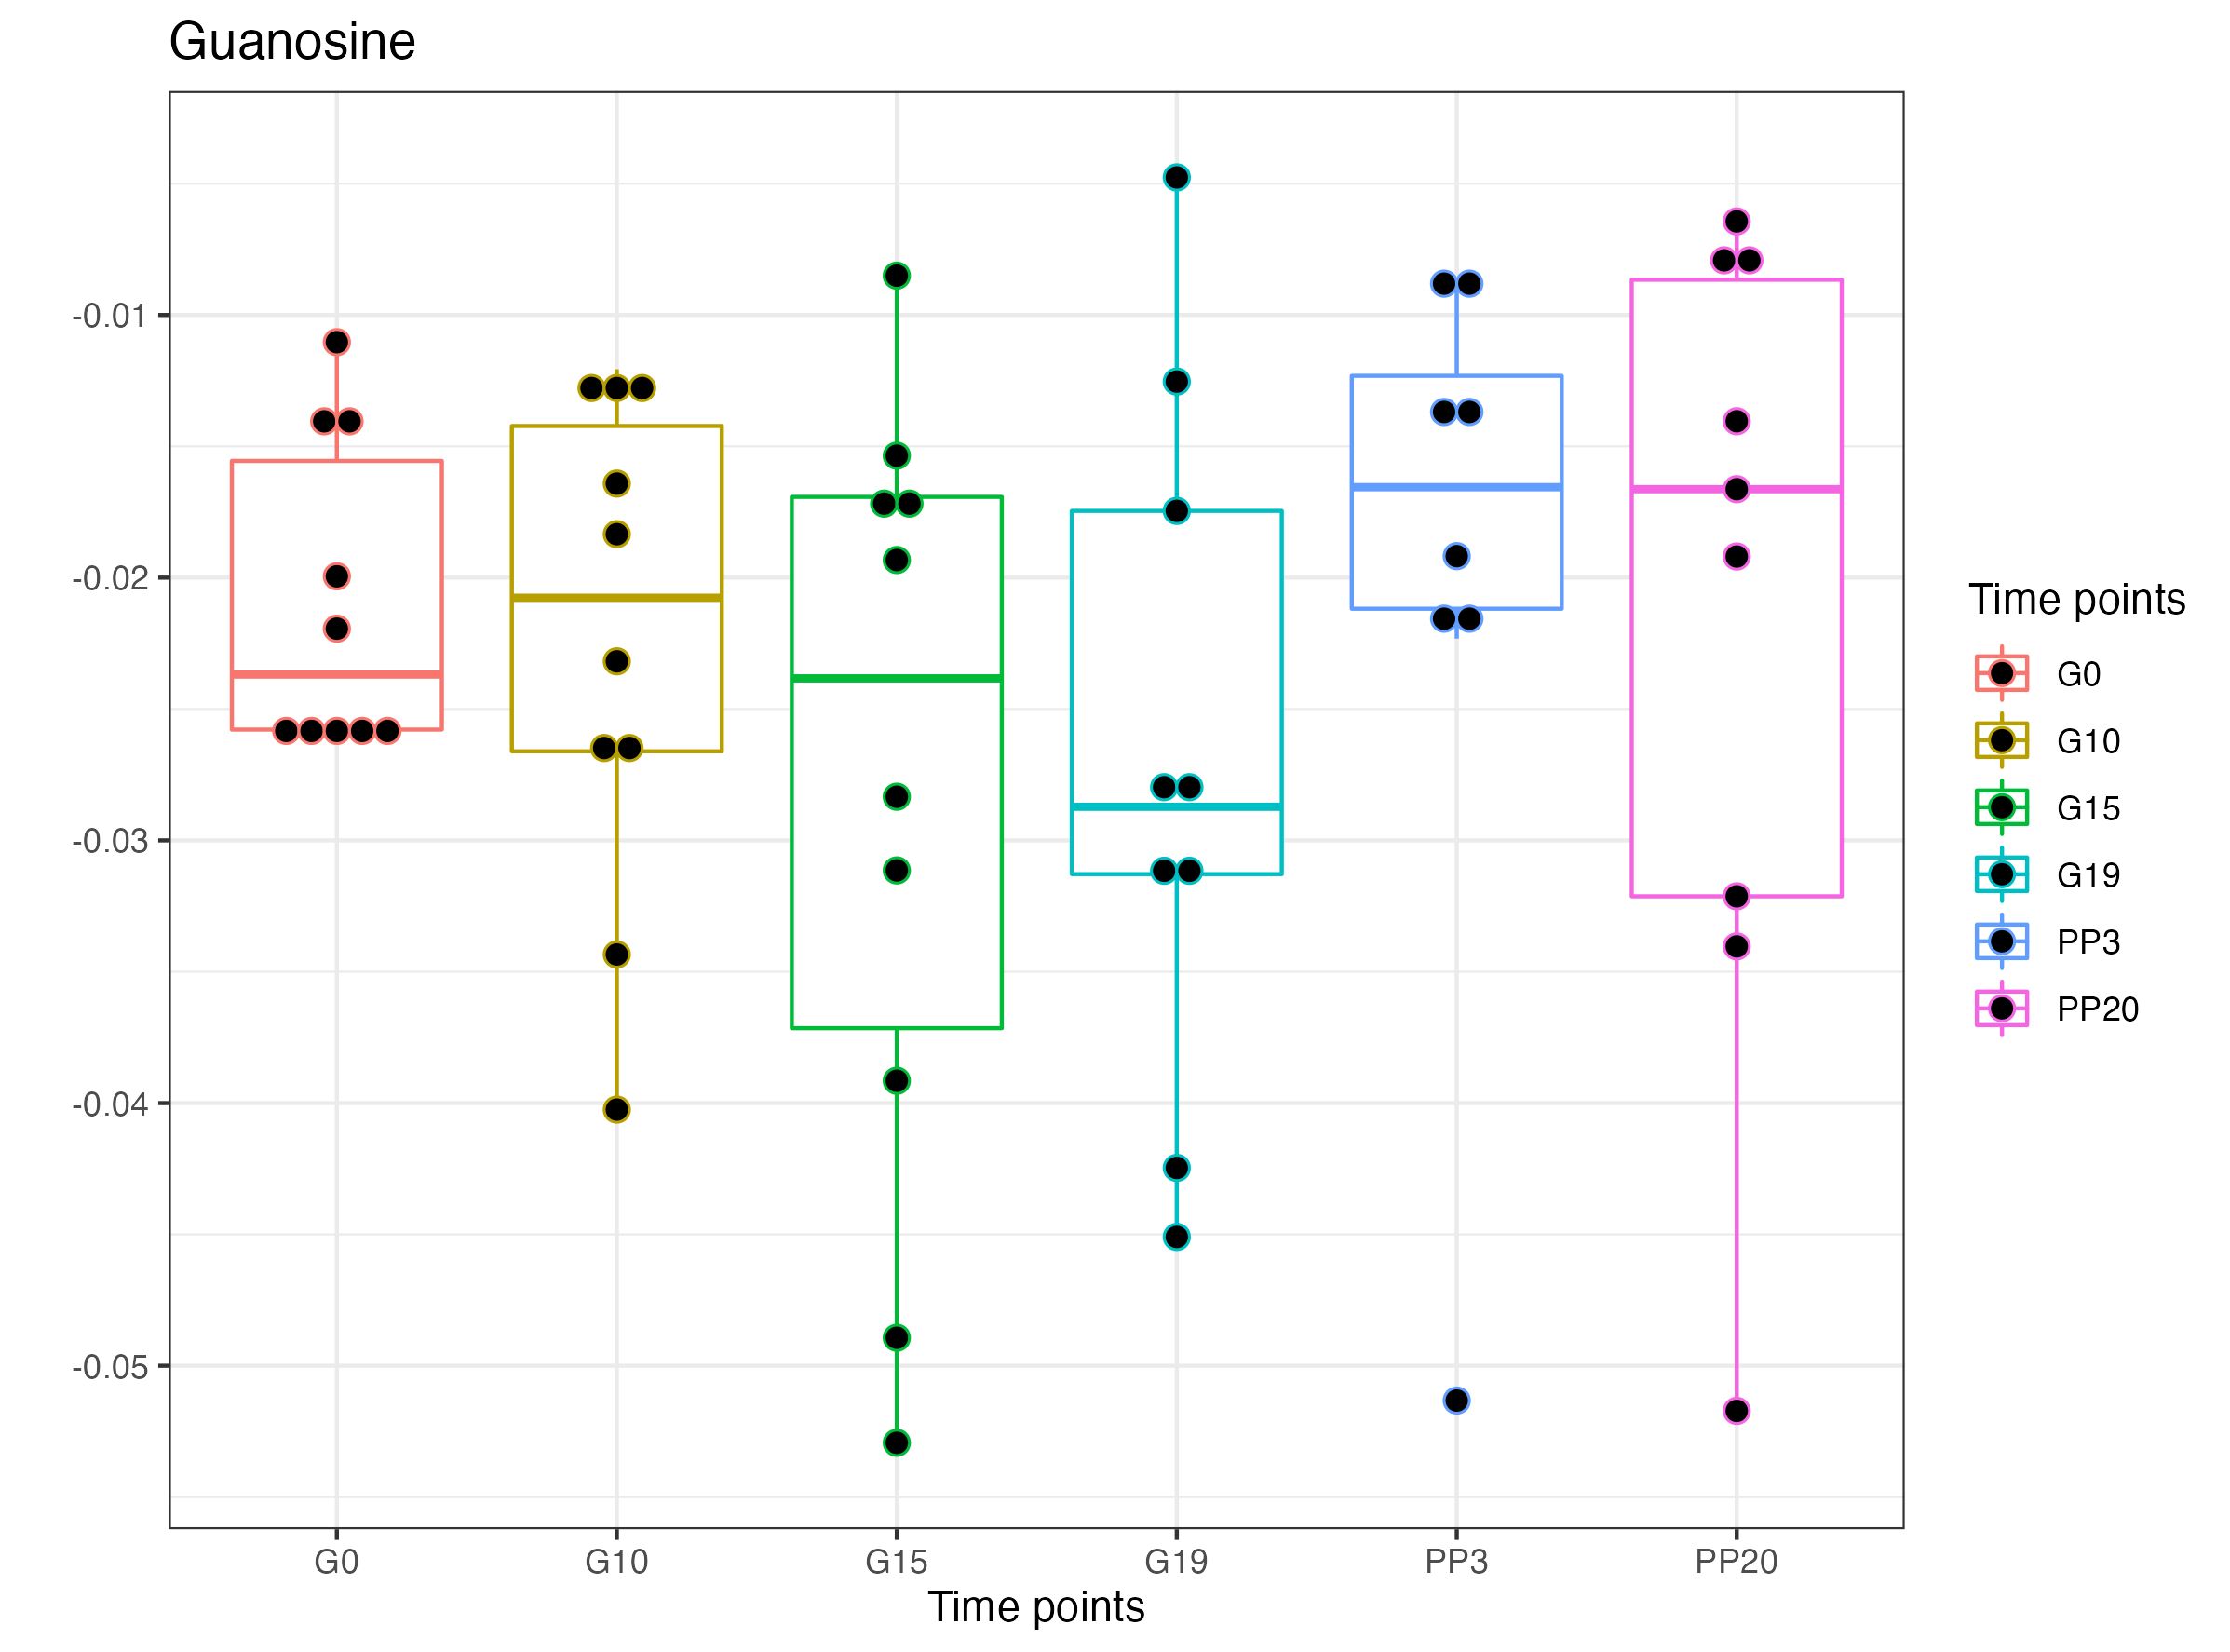 Guanosine
-0.01
-0.02
-0.03
-0.04
-0.05
G0 G10 G15 G19 PP3 PP20
Time points
Time points
G0
G10
G15
G19
PP3
PP20